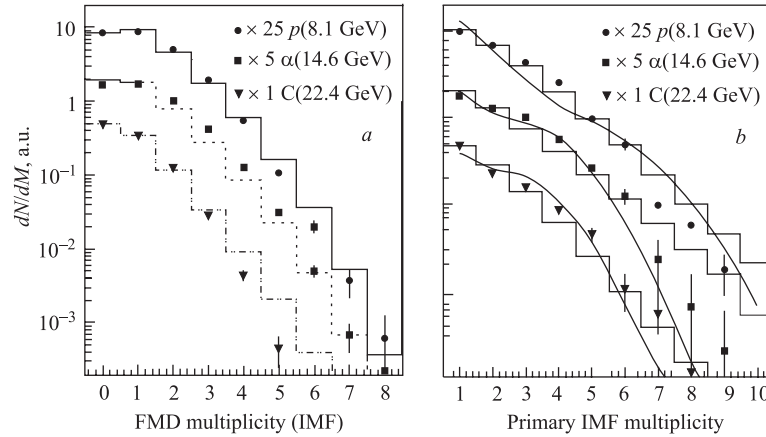 × 25 p(8.1 GeV)
× 5 α(14.6 GeV)
× 1 C(22.4 GeV)
a
dN/dM, a.u.
10
1
10⁻¹
10⁻²
10⁻³
0 1 2 3 4 5 6 7 8
FMD multiplicity (IMF)
× 25 p(8.1 GeV)
× 5 α(14.6 GeV)
× 1 C(22.4 GeV)
b
1 2 3 4 5 6 7 8 9 10
Primary IMF multiplicity